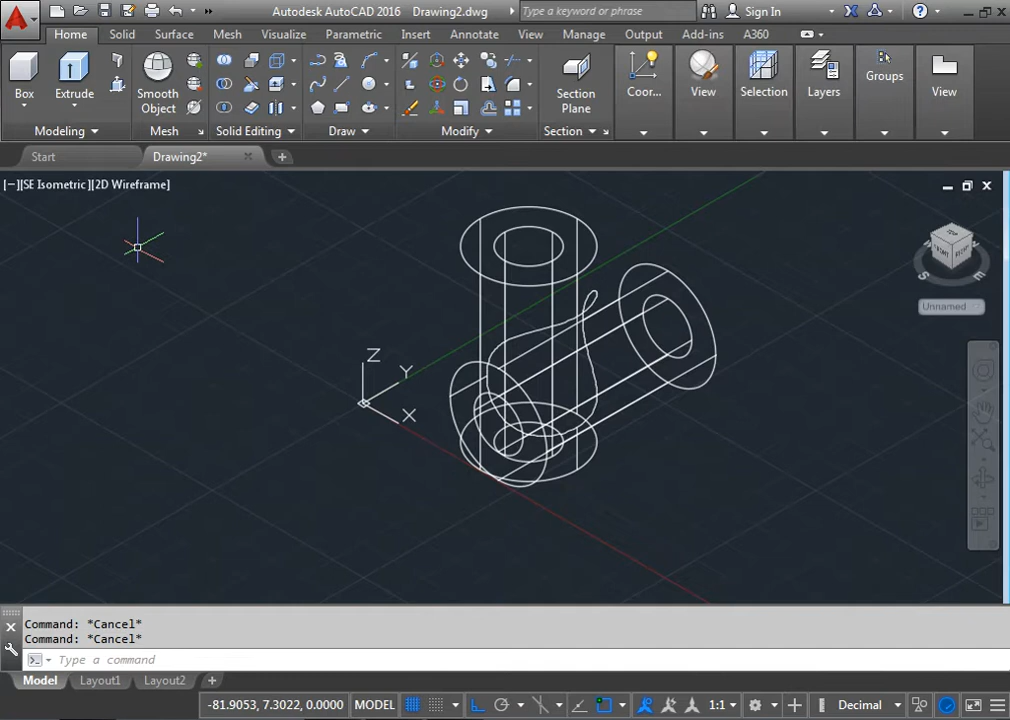 Autodesk AutoCAD 2016 Drawing2.dwg Type a keyword or phrase Sign In
Home Solid Surface Mesh Visualize Parametric Insert Annotate View Manage Output Add-ins A360
Box Extrude Smooth Object Section Plane Coor... View Selection Layers Groups View
Modeling Mesh Solid Editing Draw Modify Section
Start Drawing2*
[−][SE Isometric][2D Wireframe]
TOP
FRONT RIGHT
S E
Unnamed
Z
Y
X
Command: *Cancel*
Command: *Cancel*
Type a command
Model Layout1 Layout2
-81.9053, 7.3022, 0.0000 MODEL 1:1 Decimal